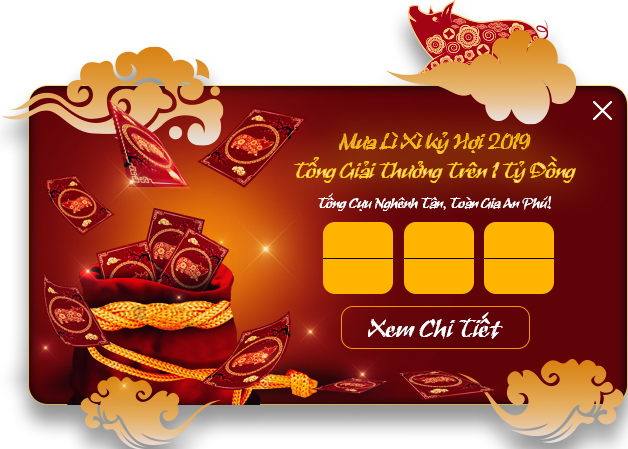 Mưa Lì Xì Kỷ Hợi 2019
Tổng Giải Thưởng Trên 1 Tỷ Đồng
Tống Cựu Nghênh Tân, Toàn Gia An Phú!
Xem Chi Tiết